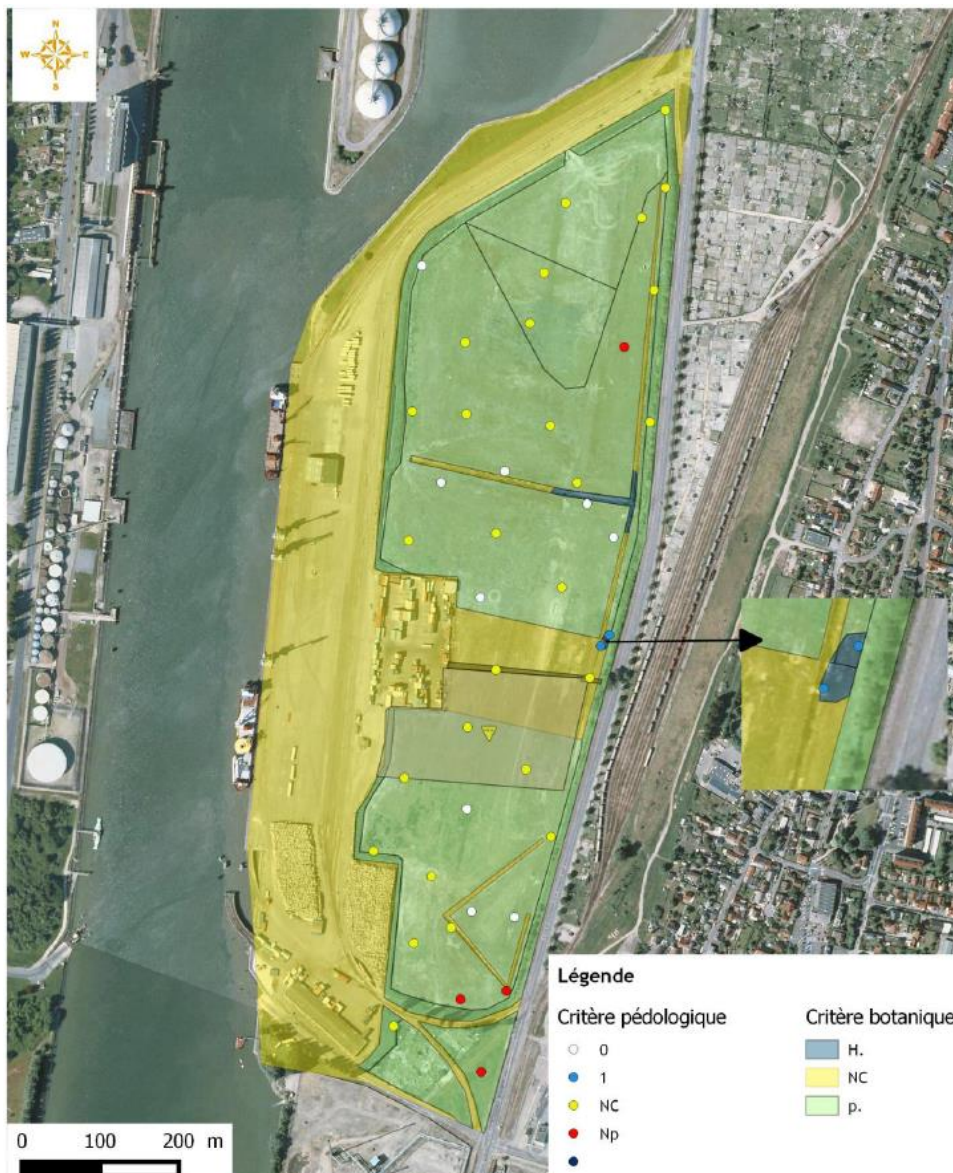 N
W E
S
Légende
Critère pédologique
0
1
NC
Np
Critère botanique
H.
NC
p.
0 100 200 m